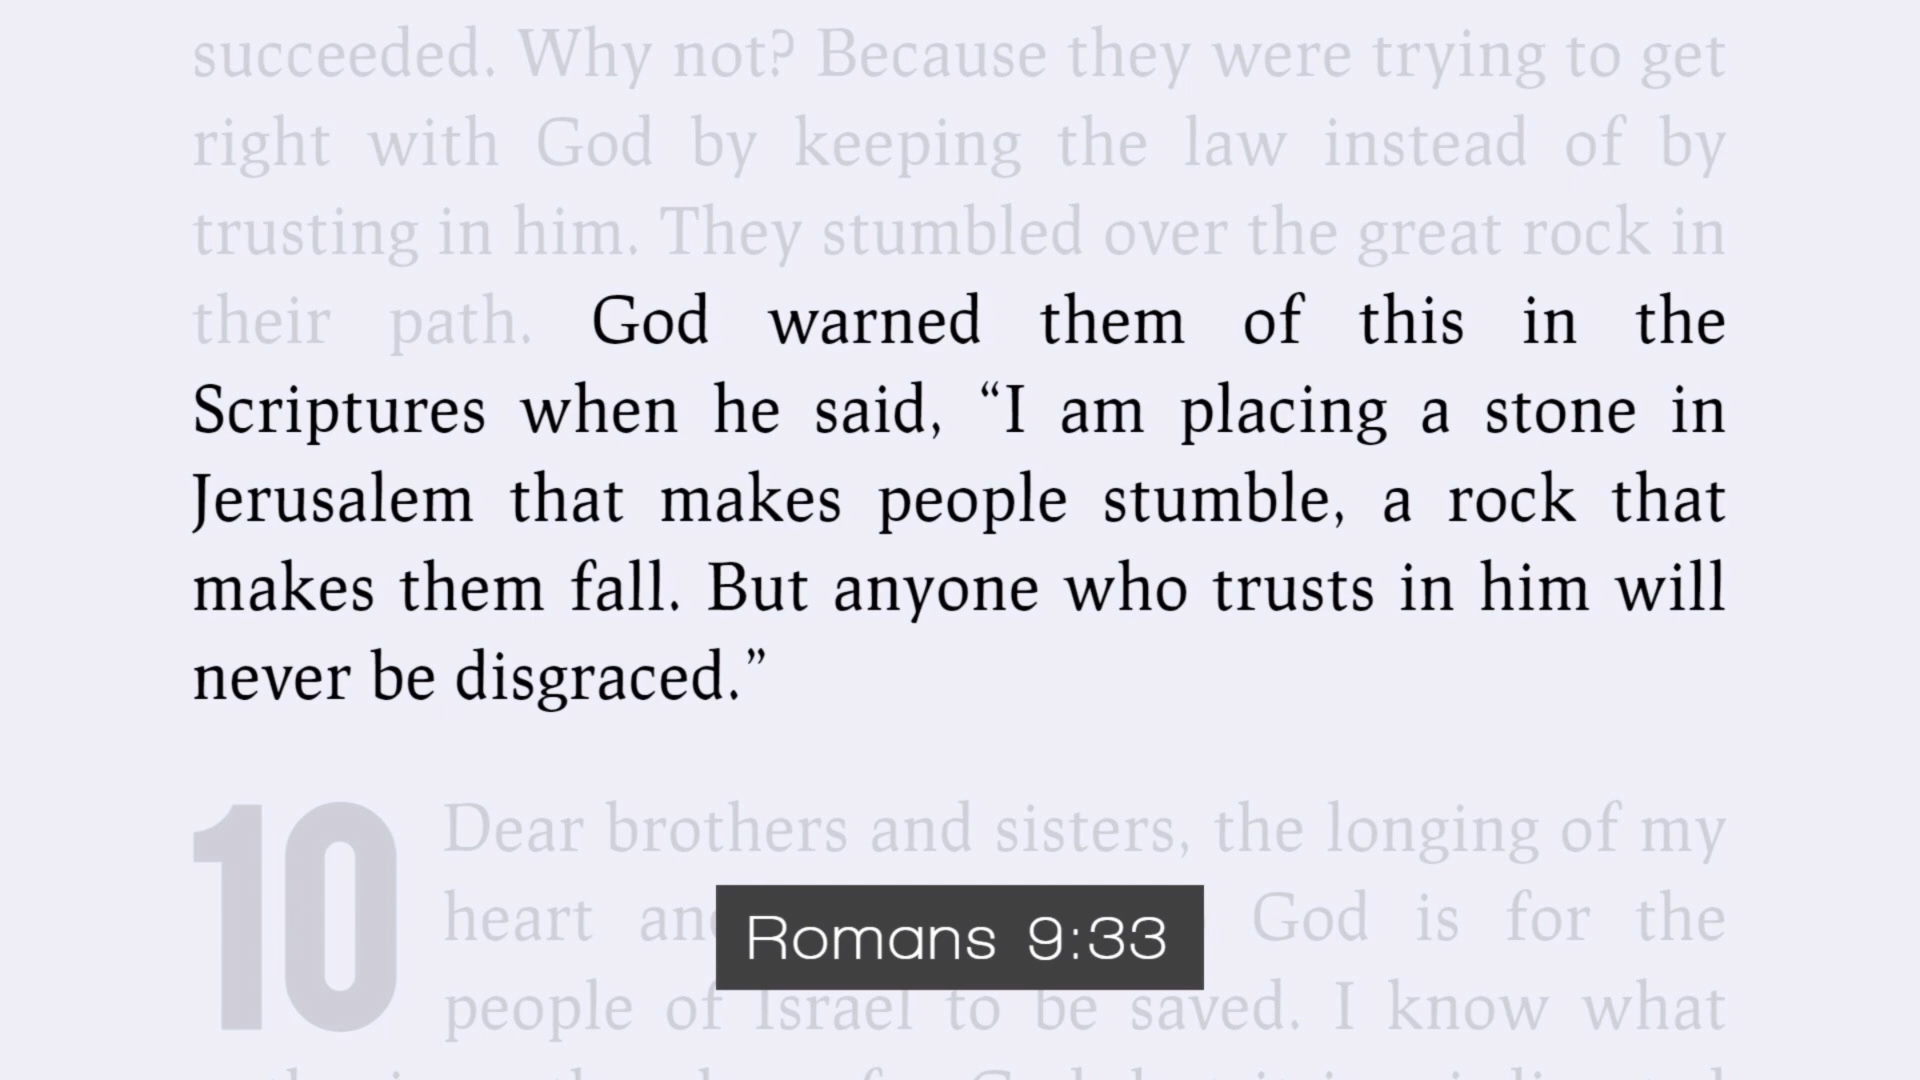 succeeded. Why not? Because they were trying to get
right with God by keeping the law instead of by
trusting in him. They stumbled over the great rock in
their path. God warned them of this in the
Scriptures when he said, “I am placing a stone in
Jerusalem that makes people stumble, a rock that
makes them fall. But anyone who trusts in him will
never be disgraced.”
10 Dear brothers and sisters, the longing of my
heart God is for the
Romans 9:33
people of Israel to be saved. I know what